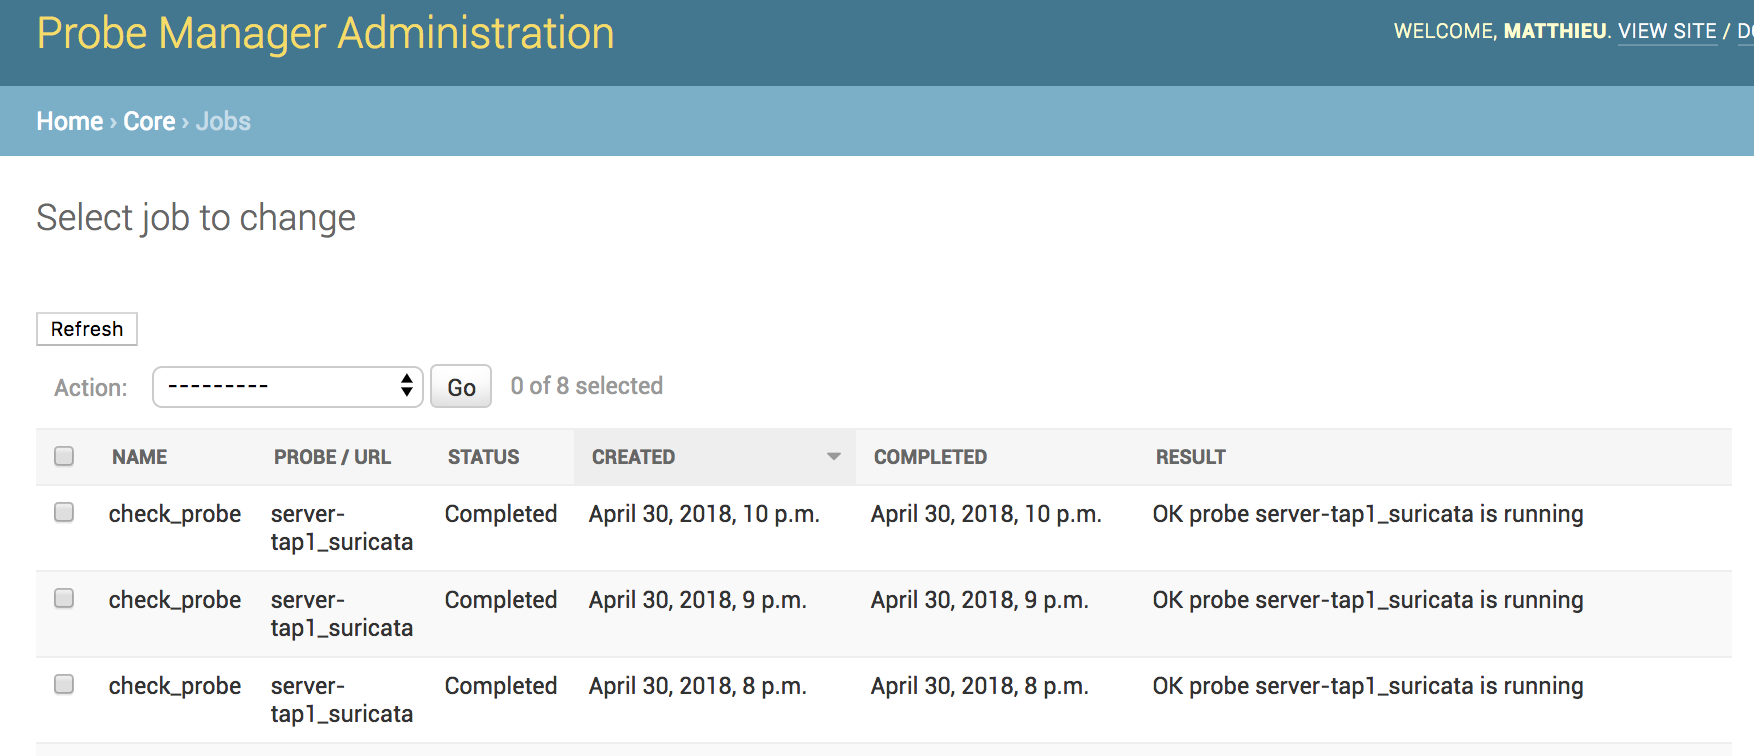 Probe Manager Administration
WELCOME, MATTHIEU. VIEW SITE /
Home › Core › Jobs
Select job to change
Refresh
Action: --------- Go 0 of 8 selected
NAME PROBE / URL STATUS CREATED COMPLETED RESULT
check_probe server- Completed April 30, 2018, 10 p.m. April 30, 2018, 10 p.m. OK probe server-tap1_suricata is running
tap1_suricata
check_probe server- Completed April 30, 2018, 9 p.m. April 30, 2018, 9 p.m. OK probe server-tap1_suricata is running
tap1_suricata
check_probe server- Completed April 30, 2018, 8 p.m. April 30, 2018, 8 p.m. OK probe server-tap1_suricata is running
tap1_suricata